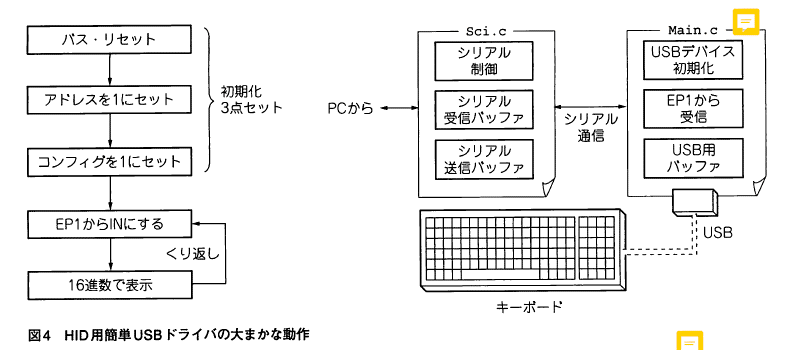 バス・リセット
アドレスを1にセット
コンフィグを1にセット
初期化
3点セット
EP1からINにする
くり返し
16進数で表示
PCから
Sci.c
シリアル
制御
シリアル
受信バッファ
シリアル
送信バッファ
シリアル
通信
Main.c
USBデバイス
初期化
EP1から
受信
USB用
バッファ
USB
キーボード
図4 HID用簡単USBドライバの大まかな動作